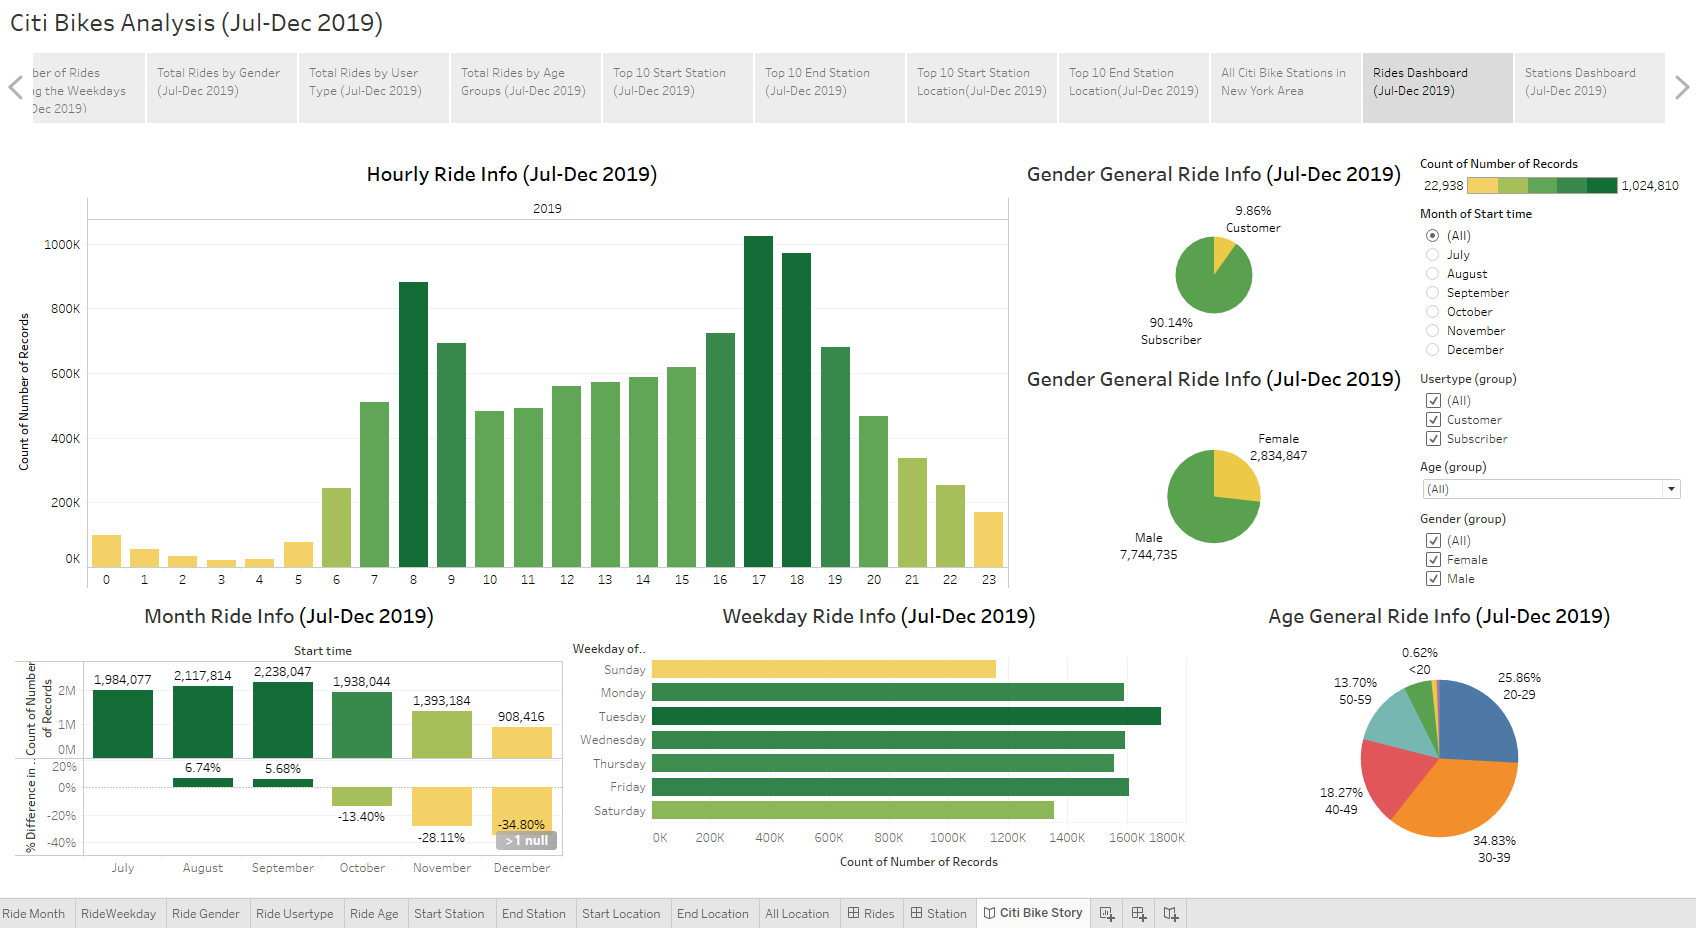 Citi Bikes Analysis (Jul-Dec 2019)
ber of Rides
g the Weekdays
Dec 2019)
Total Rides by Gender
(Jul-Dec 2019)
Total Rides by User
Type (Jul-Dec 2019)
Total Rides by Age
Groups (Jul-Dec 2019)
Top 10 Start Station
(Jul-Dec 2019)
Top 10 End Station
(Jul-Dec 2019)
Top 10 Start Station
Location(Jul-Dec 2019)
Top 10 End Station
Location(Jul-Dec 2019)
All Citi Bike Stations in
New York Area
Rides Dashboard
(Jul-Dec 2019)
Stations Dashboard
(Jul-Dec 2019)
Hourly Ride Info (Jul-Dec 2019)
2019
Count of Number of Records
1000K
800K
600K
400K
200K
0K
0 1 2 3 4 5 6 7 8 9 10 11 12 13 14 15 16 17 18 19 20 21 22 23
Gender General Ride Info (Jul-Dec 2019)
9.86%
Customer
90.14%
Subscriber
Gender General Ride Info (Jul-Dec 2019)
Female
2,834,847
Male
7,744,735
Count of Number of Records
22,938 1,024,810
Month of Start time
(All)
July
August
September
October
November
December
Usertype (group)
(All)
Customer
Subscriber
Age (group)
(All)
Gender (group)
(All)
Female
Male
Month Ride Info (Jul-Dec 2019)
Start time
Count of Number
of Records
2M
1M
0M
1,984,077
2,117,814
2,238,047
1,938,044
1,393,184
908,416
% Difference in ..
20%
0%
-20%
-40%
6.74%
5.68%
-13.40%
-28.11%
-34.80%
>1 null
July August September October November December
Weekday Ride Info (Jul-Dec 2019)
Weekday of..
Sunday
Monday
Tuesday
Wednesday
Thursday
Friday
Saturday
0K 200K 400K 600K 800K 1000K 1200K 1400K 1600K 1800K
Count of Number of Records
Age General Ride Info (Jul-Dec 2019)
0.62%
<20
25.86%
20-29
13.70%
50-59
18.27%
40-49
34.83%
30-39
Ride Month
RideWeekday
Ride Gender
Ride Usertype
Ride Age
Start Station
End Station
Start Location
End Location
All Location
Rides
Station
Citi Bike Story